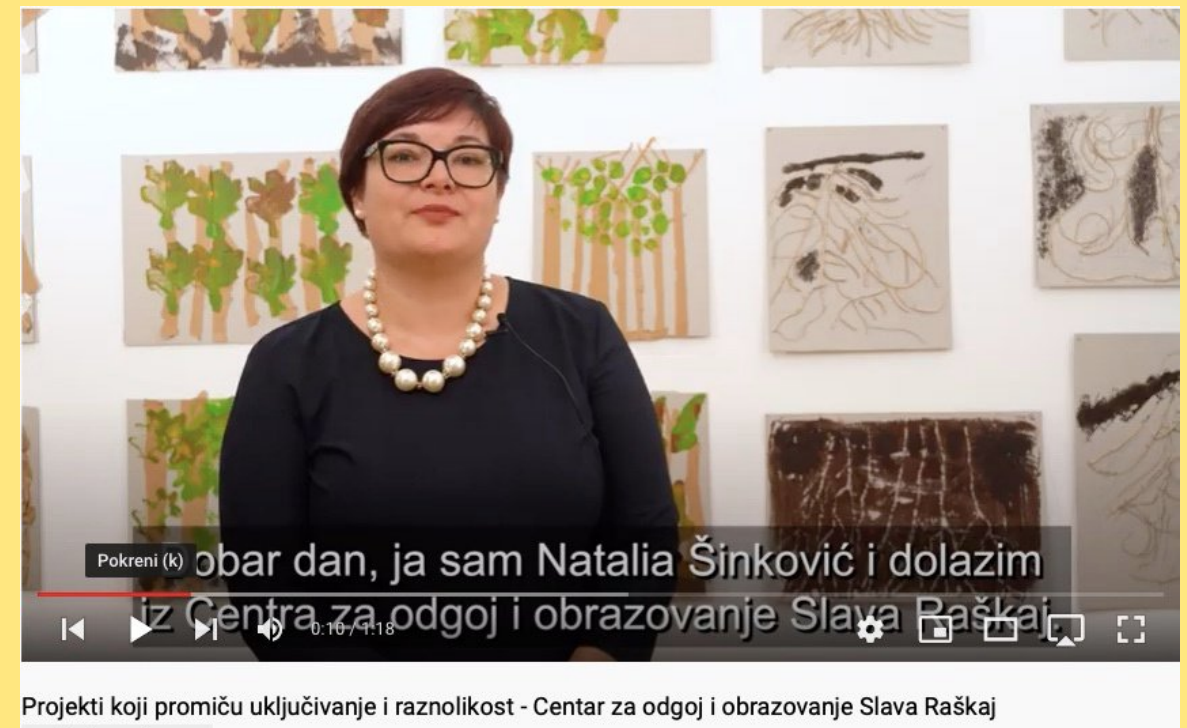 Pokreni (k)
obar dan, ja sam Natalia Šinković i dolazim
iz Centra za odgoj i obrazovanje Slava Raškaj.
0:10 / 1:18
Projekti koji promiču uključivanje i raznolikost - Centar za odgoj i obrazovanje Slava Raškaj